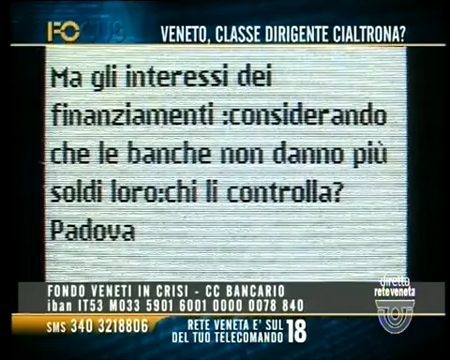 FOCUS
VENETO, CLASSE DIRIGENTE CIALTRONA?
Ma gli interessi dei
finanziamenti :considerando
che le banche non danno più
soldi loro:chi li controlla?
Padova
FONDO VENETI IN CRISI - CC BANCARIO
iban IT53 M033 5901 6001 0000 0078 840
diretta
reteveneta
SMS 340 3218806
RETE VENETA E' SUL
DEL TUO TELECOMANDO 18